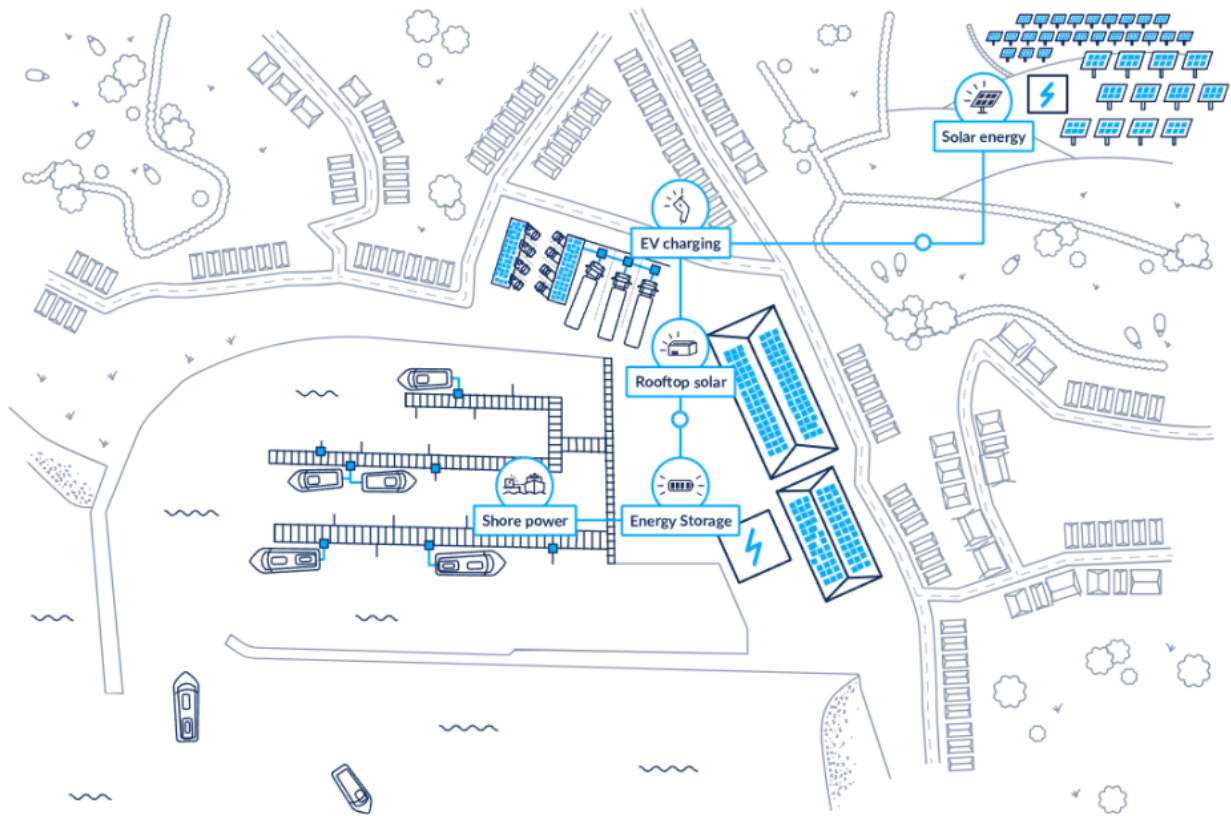 Solar energy
EV charging
Rooftop solar
Shore power
Energy Storage